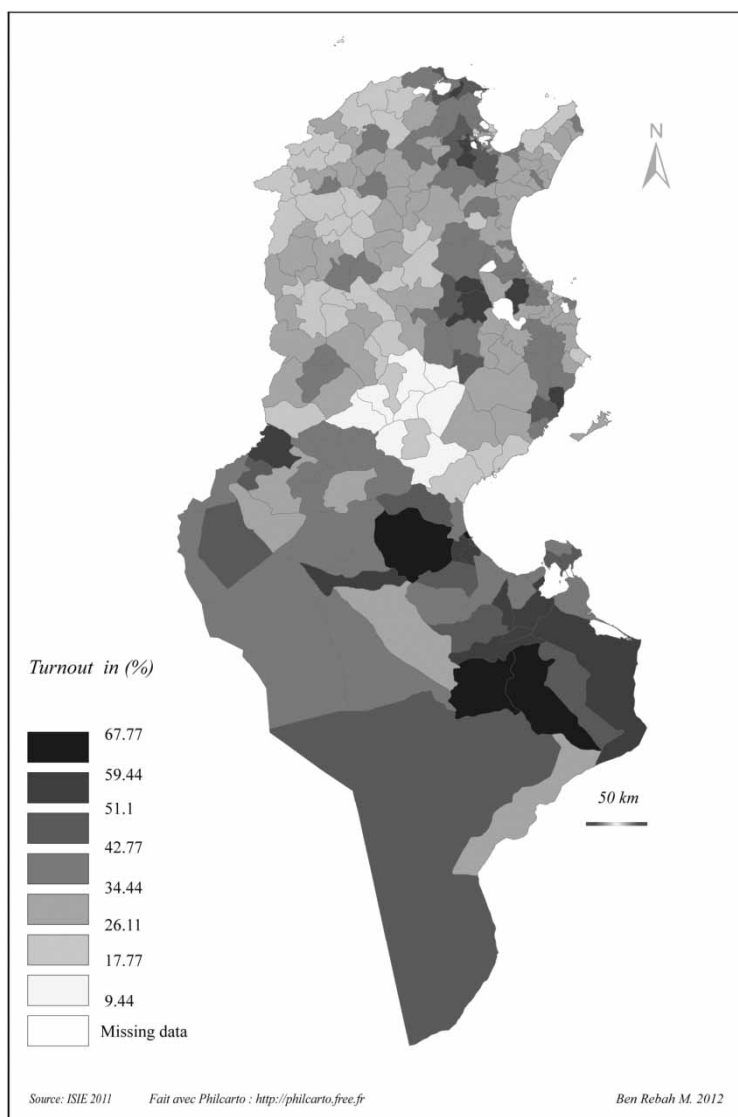 N
Turnout in (%)
67.77
59.44
51.1
42.77
34.44
26.11
17.77
9.44
Missing data
50 km
Source: ISIE 2011 Fait avec Philcarto : http://philcarto.free.fr Ben Rebah M. 2012